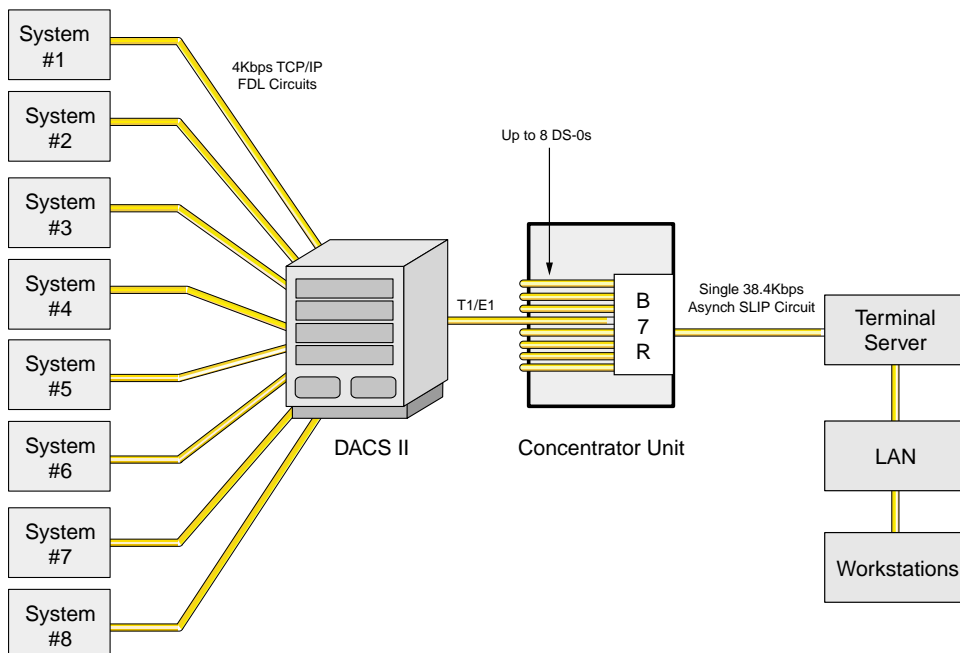 System
#1
System
#2
System
#3
System
#4
System
#5
System
#6
System
#7
System
#8
4Kbps TCP/IP
FDL Circuits
DACS II
T1/E1
Up to 8 DS-0s
B
7
R
Concentrator Unit
Single 38.4Kbps
Asynch SLIP Circuit
Terminal
Server
LAN
Workstations